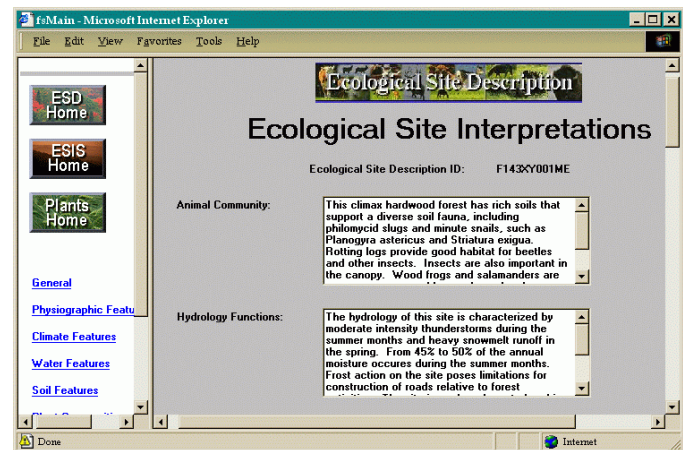 fsMain - Microsoft Internet Explorer
File Edit View Favorites Tools Help
Ecological Site Description
Ecological Site Interpretations
Ecological Site Description ID: F143XY001ME
ESD
Home
ESIS
Home
Plants
Home
General
Physiographic Featu
Climate Features
Water Features
Soil Features
Animal Community:
This climax hardwood forest has rich soils that
support a diverse soil fauna, including
philomycid slugs and minute snails, such as
Planogyra astericus and Striatura exigua.
Rotting logs provide good habitat for beetles
and other insects. Insects are also important in
the canopy. Wood frogs and salamanders are
Hydrology Functions:
The hydrology of this site is characterized by
moderate intensity thunderstorms during the
summer months and heavy snowmelt runoff in
the spring. From 45% to 50% of the annual
moisture occures during the summer months.
Frost action on the site poses limitations for
construction of roads relative to forest
Done
Internet